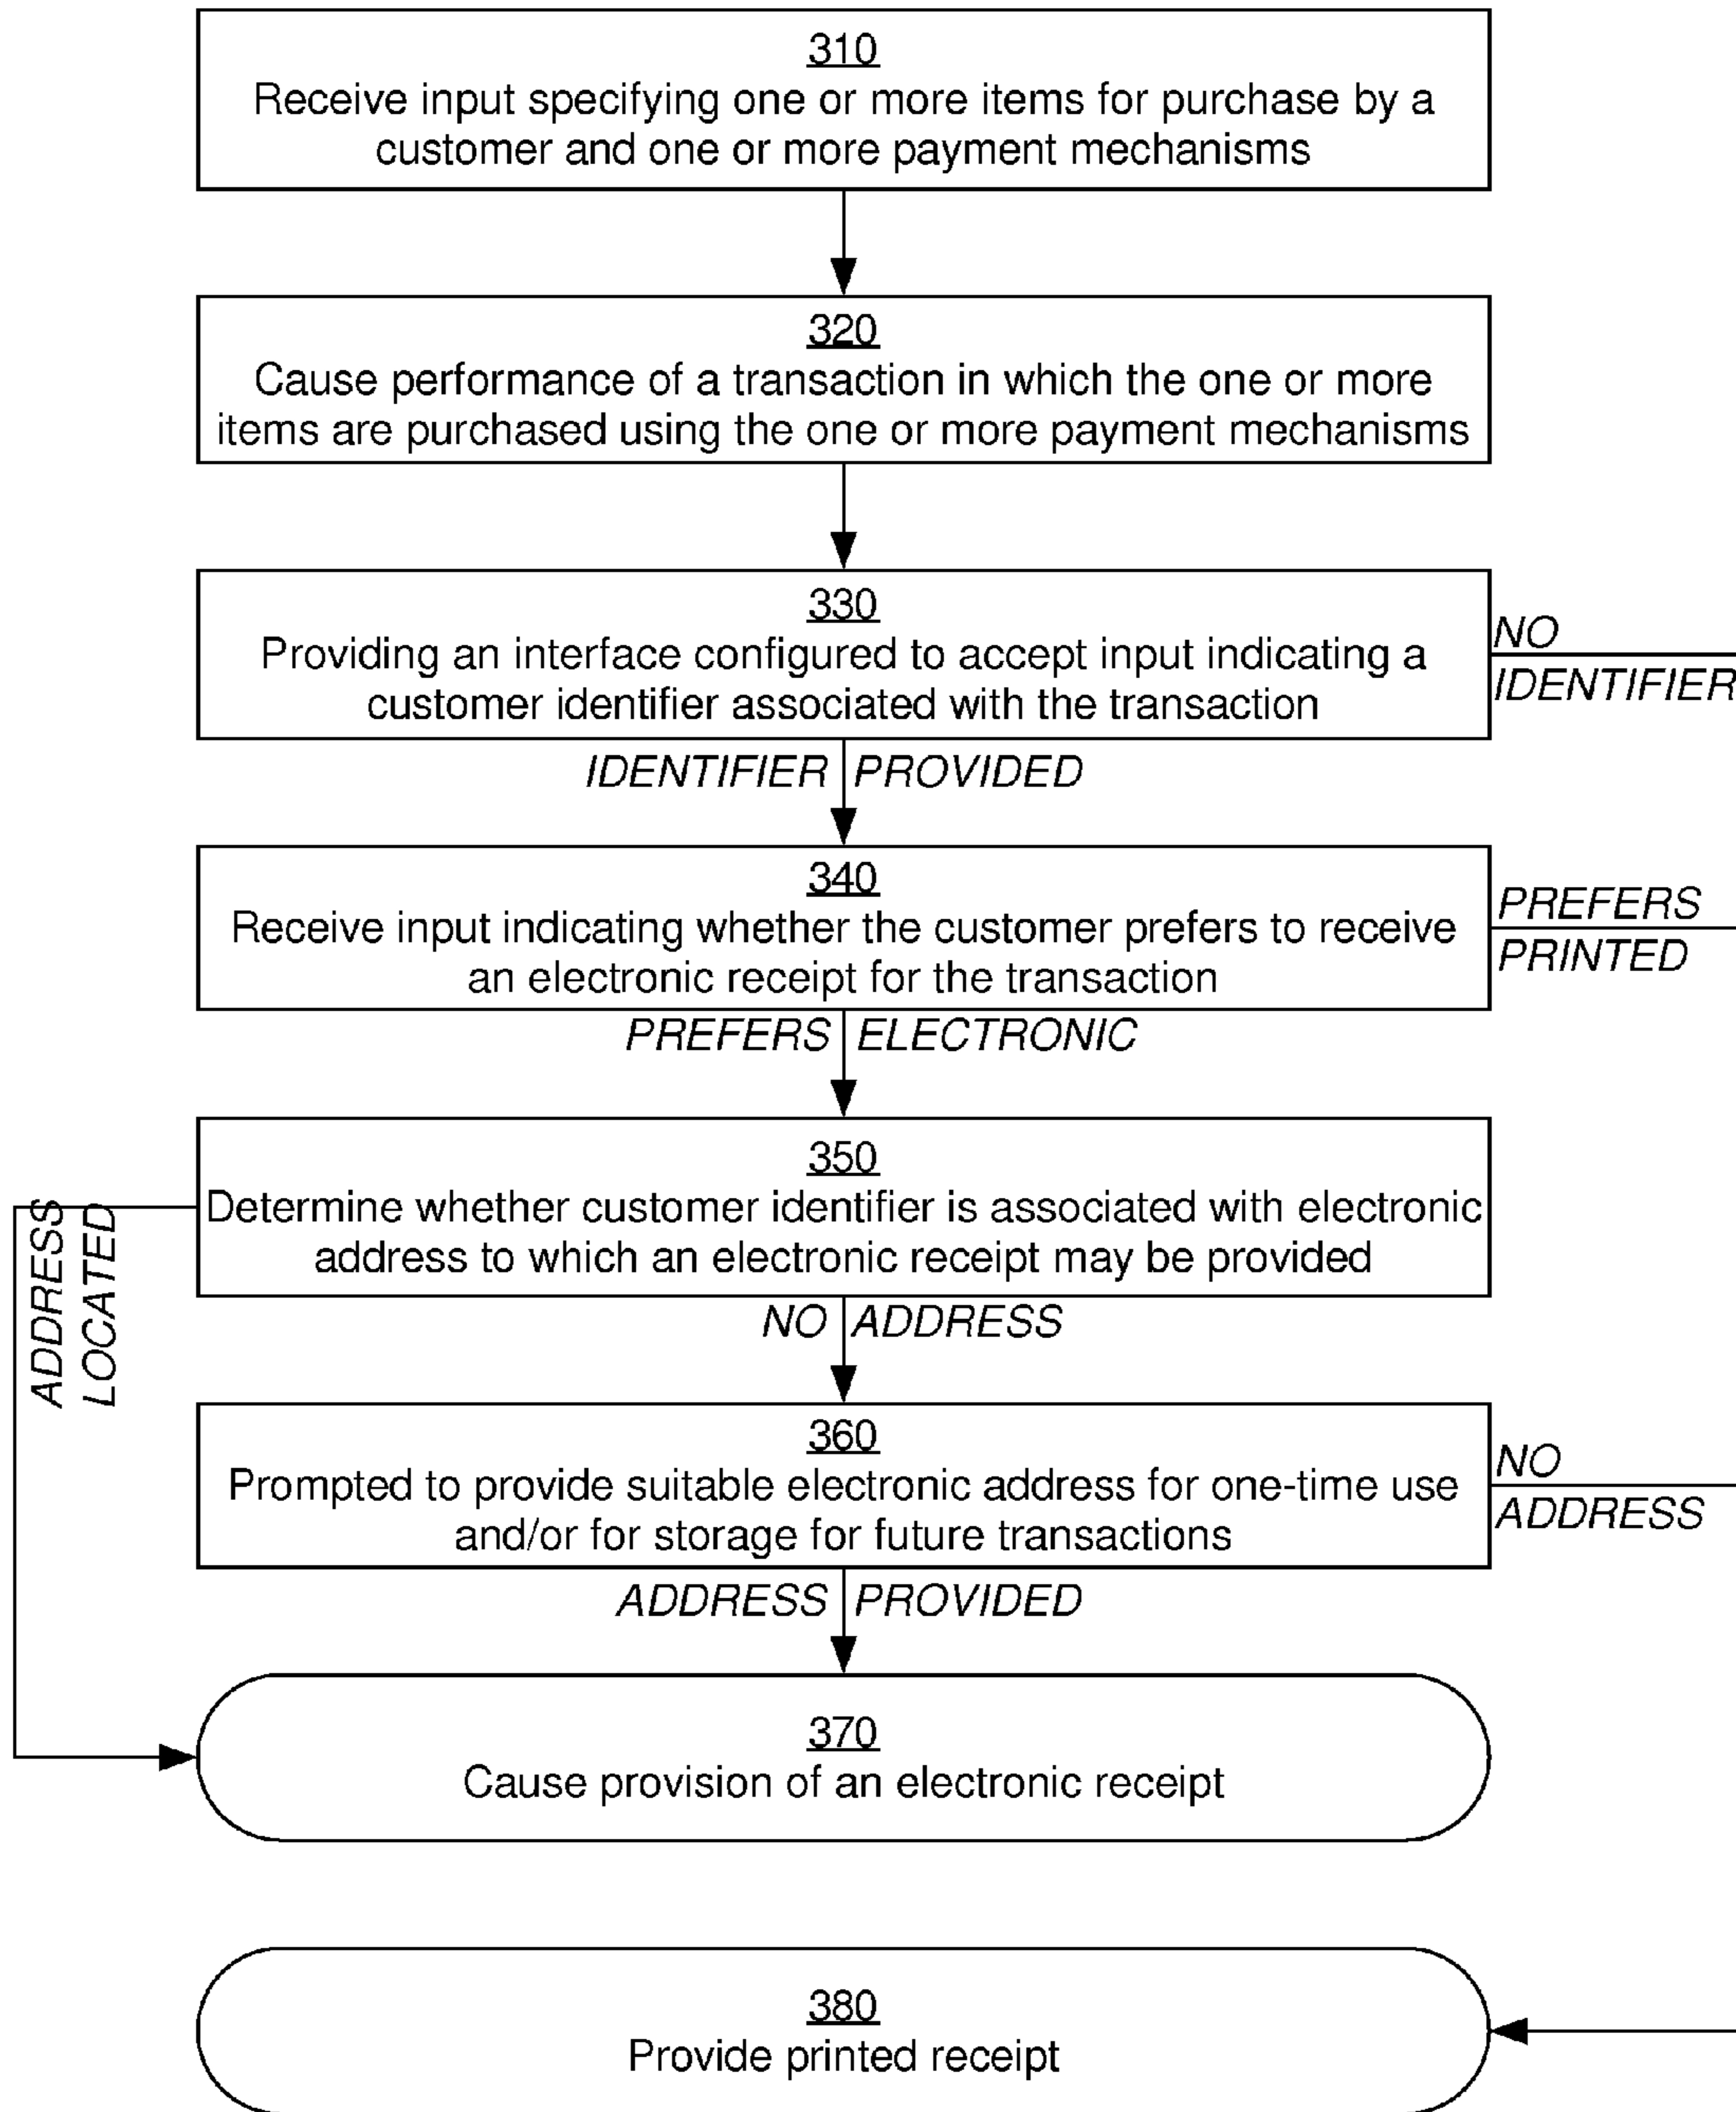 310
Receive input specifying one or more items for purchase by a
customer and one or more payment mechanisms
320
Cause performance of a transaction in which the one or more
items are purchased using the one or more payment mechanisms
330
Providing an interface configured to accept input indicating a
customer identifier associated with the transaction
NO
IDENTIFIER
IDENTIFIER PROVIDED
340
Receive input indicating whether the customer prefers to receive
an electronic receipt for the transaction
PREFERS
PRINTED
PREFERS ELECTRONIC
350
Determine whether customer identifier is associated with electronic
address to which an electronic receipt may be provided
ADDRESS
LOCATED
NO ADDRESS
360
Prompted to provide suitable electronic address for one-time use
and/or for storage for future transactions
NO
ADDRESS
ADDRESS PROVIDED
370
Cause provision of an electronic receipt
380
Provide printed receipt